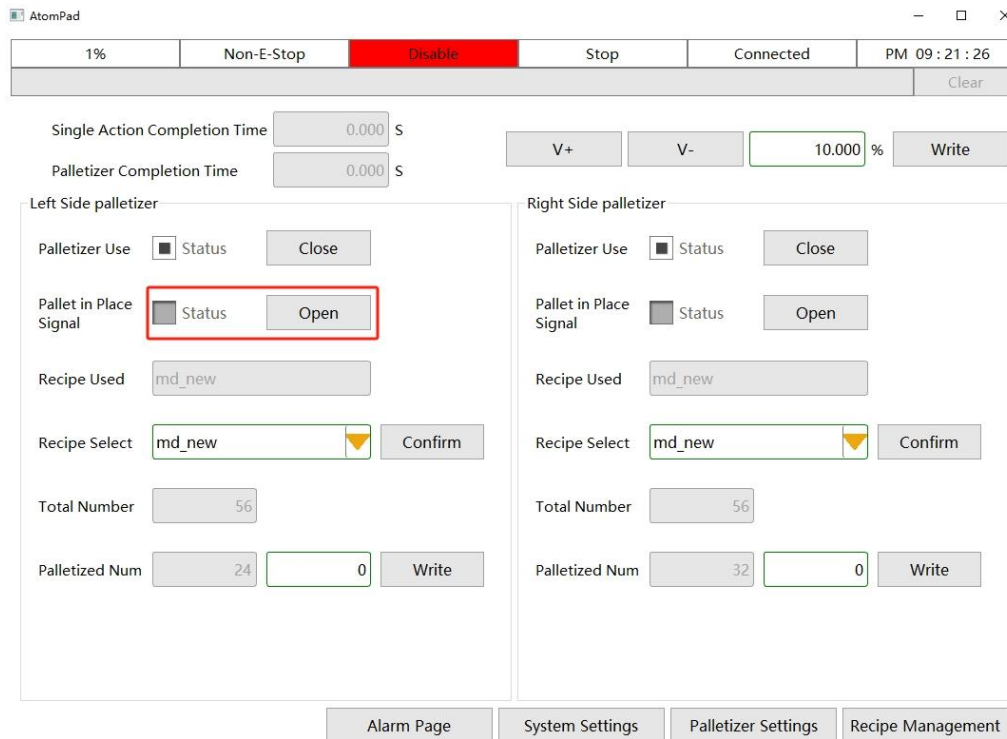 AtomPad
1% Non-E-Stop Disable Stop Connected PM 09 : 21 : 26
Clear
Single Action Completion Time 0.000 S
V+ V- 10.000 % Write
Palletizer Completion Time 0.000 S
Left Side palletizer
Palletizer Use Status Close
Pallet in Place
Signal
Status Open
Recipe Used md_new
Recipe Select md_new Confirm
Total Number 56
Palletized Num 24 0 Write
Right Side palletizer
Palletizer Use Status Close
Pallet in Place
Signal
Status Open
Recipe Used md_new
Recipe Select md_new Confirm
Total Number 56
Palletized Num 32 0 Write
Alarm Page System Settings Palletizer Settings Recipe Management